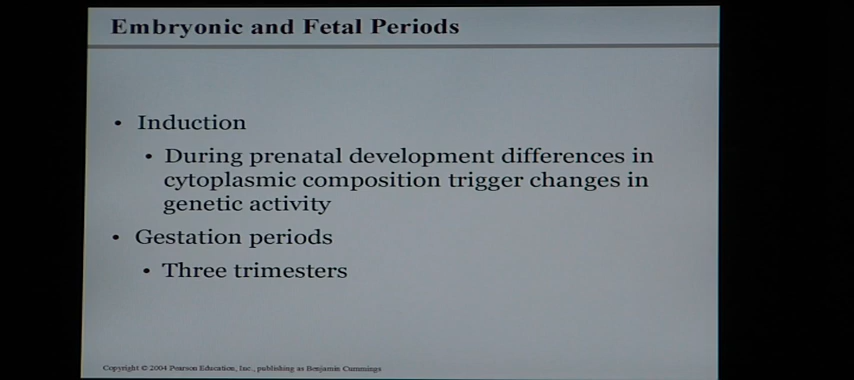 Embryonic and Fetal Periods
• Induction
• During prenatal development differences in
cytoplasmic composition trigger changes in
genetic activity
• Gestation periods
• Three trimesters
Copyright © 2004 Pearson Education, Inc., publishing as Benjamin Cummings